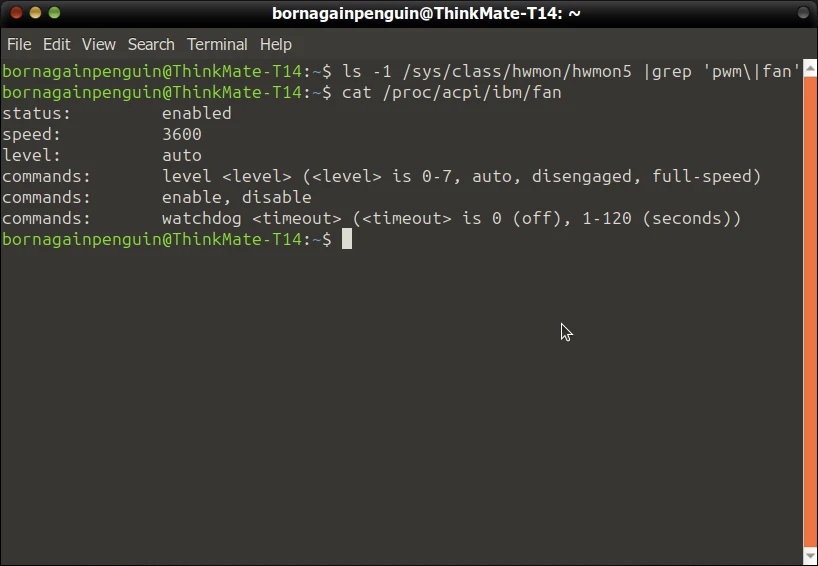 bornagainpenguin@ThinkMate-T14: ~
File Edit View Search Terminal Help
bornagainpenguin@ThinkMate-T14:~$ ls -1 /sys/class/hwmon/hwmon5 |grep 'pwm\|fan'
bornagainpenguin@ThinkMate-T14:~$ cat /proc/acpi/ibm/fan
status:         enabled
speed:          3600
level:          auto
commands:       level <level> (<level> is 0-7, auto, disengaged, full-speed)
commands:       enable, disable
commands:       watchdog <timeout> (<timeout> is 0 (off), 1-120 (seconds))
bornagainpenguin@ThinkMate-T14:~$